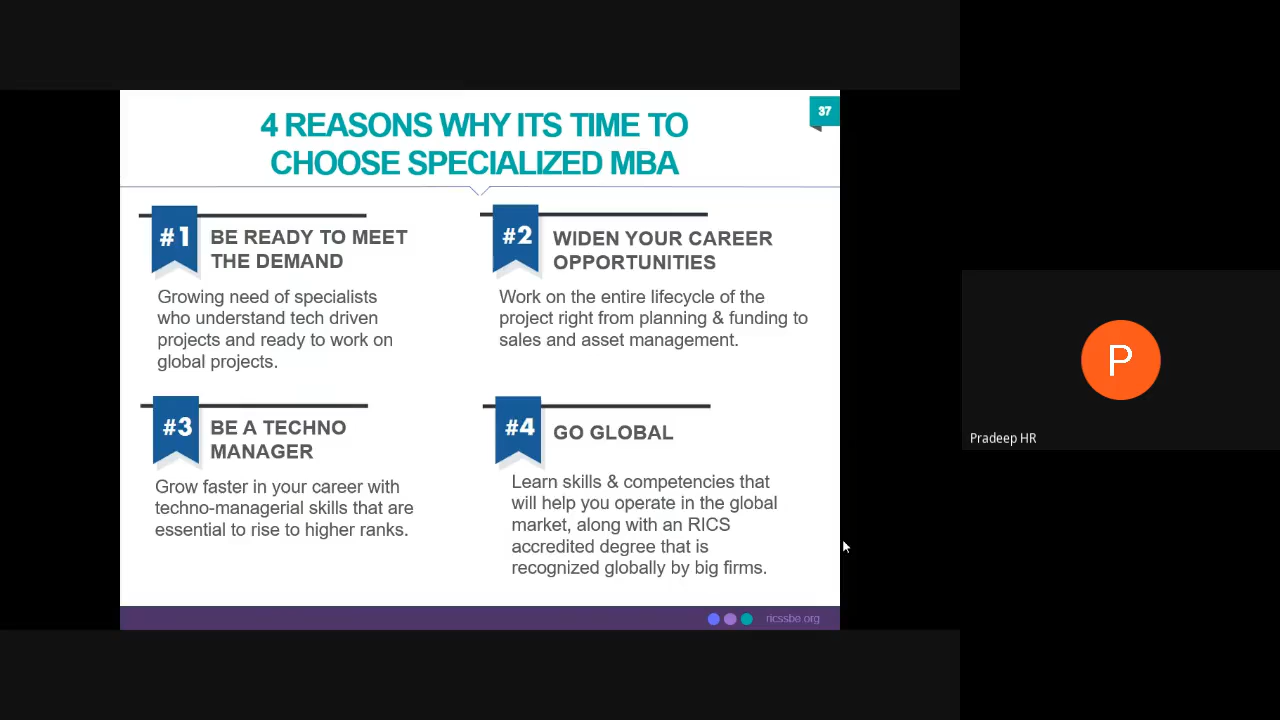 4 REASONS WHY ITS TIME TO
CHOOSE SPECIALIZED MBA
37
#1
BE READY TO MEET
THE DEMAND
Growing need of specialists
who understand tech driven
projects and ready to work on
global projects.
#2
WIDEN YOUR CAREER
OPPORTUNITIES
Work on the entire lifecycle of the
project right from planning & funding to
sales and asset management.
#3
BE A TECHNO
MANAGER
Grow faster in your career with
techno-managerial skills that are
essential to rise to higher ranks.
#4
GO GLOBAL
Learn skills & competencies that
will help you operate in the global
market, along with an RICS
accredited degree that is
recognized globally by big firms.
ricssbe.org
P
Pradeep HR